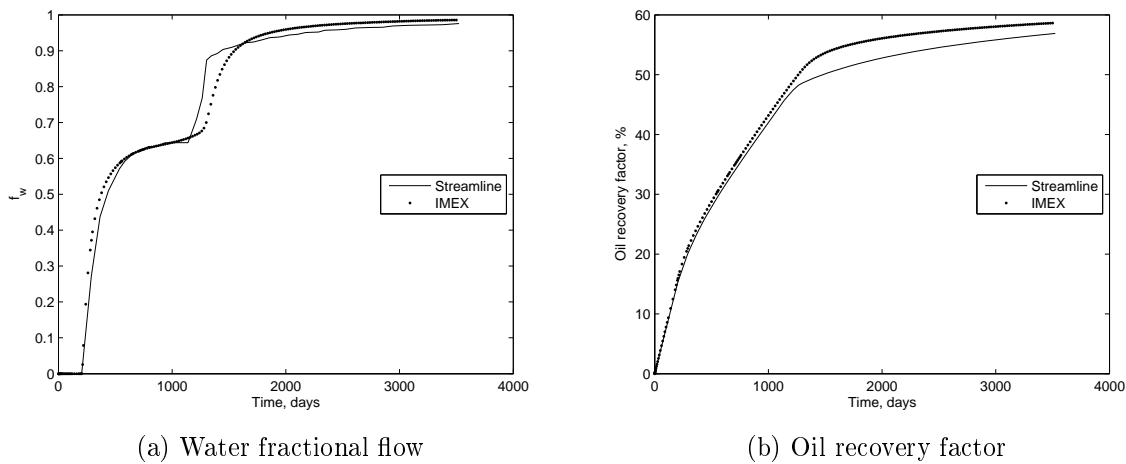 1
0.9
0.8
0.7
0.6
0.5
0.4
0.3
0.2
0.1
0
f_w
0 1000 2000 3000 4000
Time, days
Streamline
IMEX
(a) Water fractional flow
60
50
40
30
20
10
0
Oil recovery factor, %
0 1000 2000 3000 4000
Time, days
Streamline
IMEX
(b) Oil recovery factor